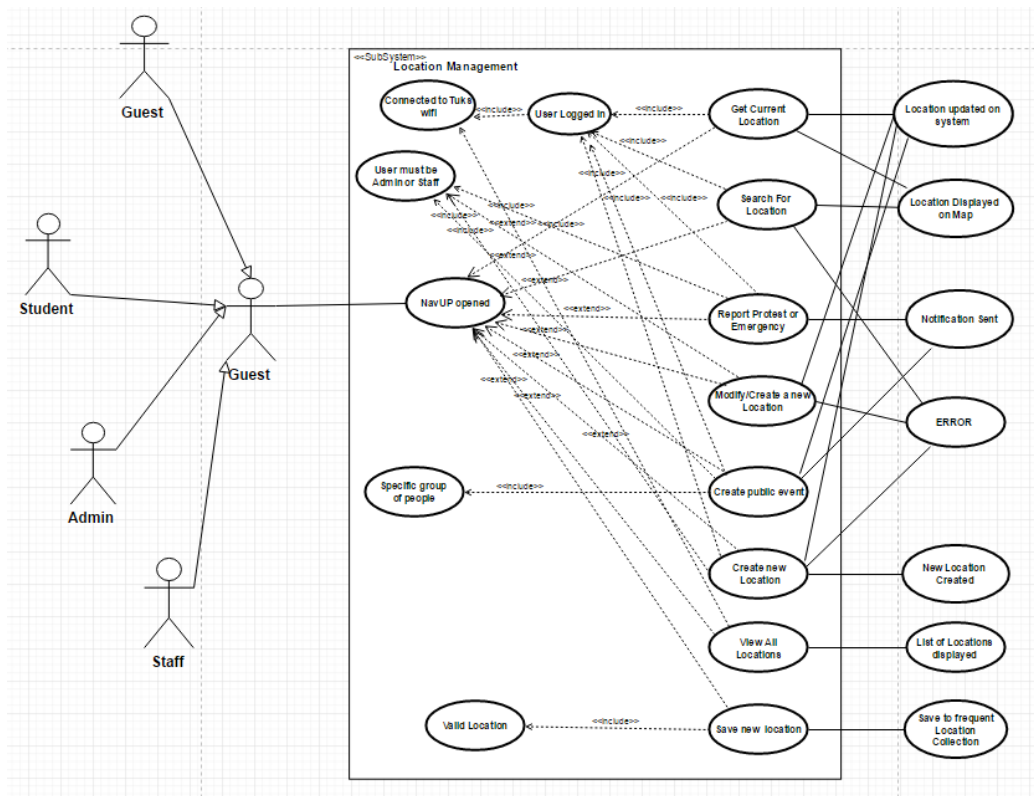 <<SubSystem>>
Location Management
Guest
Student
Admin
Staff
Guest
Connected to Tuks
wifi
<<include>>
User Logged In
<<include>>
Get Current
Location
Location updated on
system
<<include>>
User must be
Admin or Staff
<<include>>
<<include>>
<<include>>
<<include>>
<<extend>>
<<include>>
<<include>>
Search For
Location
Location Displayed
on Map
<<extend>>
<<extend>>
NavUP opened
<<extend>>
<<extend>>
<<extend>>
<<extend>>
<<extend>>
<<extend>>
Report Protest or
Emergency
Notification Sent
Modify/Create a new
Location
ERROR
Specific group
of people
<<include>>
Create public event
Create new
Location
New Location
Created
View All
Locations
List of Locations
displayed
Valid Location
<<include>>
Save new location
Save to frequent
Location
Collection